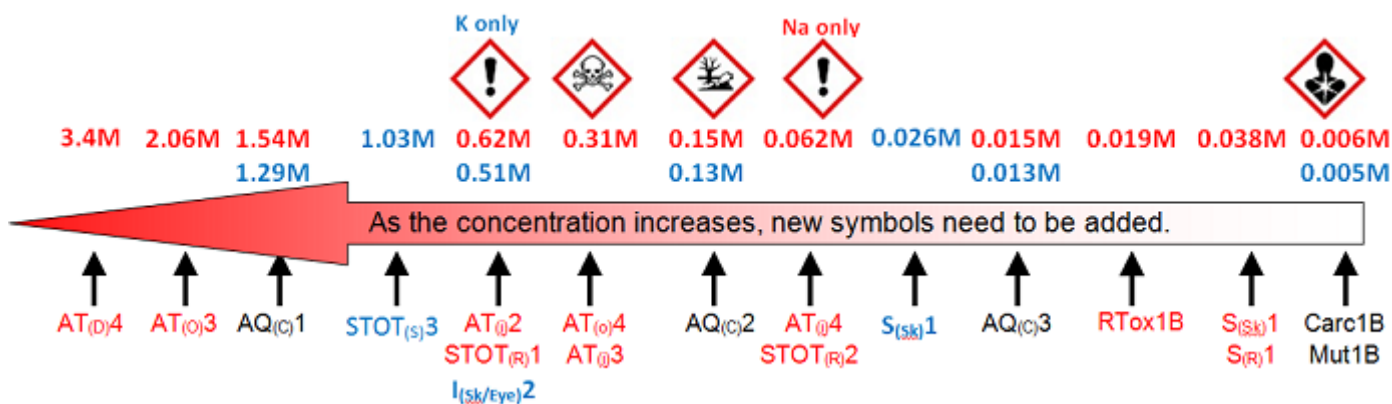 K only
Na only
3.4M 2.06M 1.54M 1.03M 0.62M 0.31M 0.15M 0.062M 0.026M 0.015M 0.019M 0.038M 0.006M
1.29M 0.51M 0.13M 0.013M 0.005M
As the concentration increases, new symbols need to be added.
AT(D)4 AT(O)3 AQ(C)1 STOT(S)3 AT(j)2 AT(o)4 AQ(C)2 AT(j)4 S(Sk)1 AQ(C)3 RTox1B S(Sk)1 Carc1B
STOT(R)1 AT(j)3 STOT(R)2 S(R)1 Mut1B
I(Sk/Eye)2